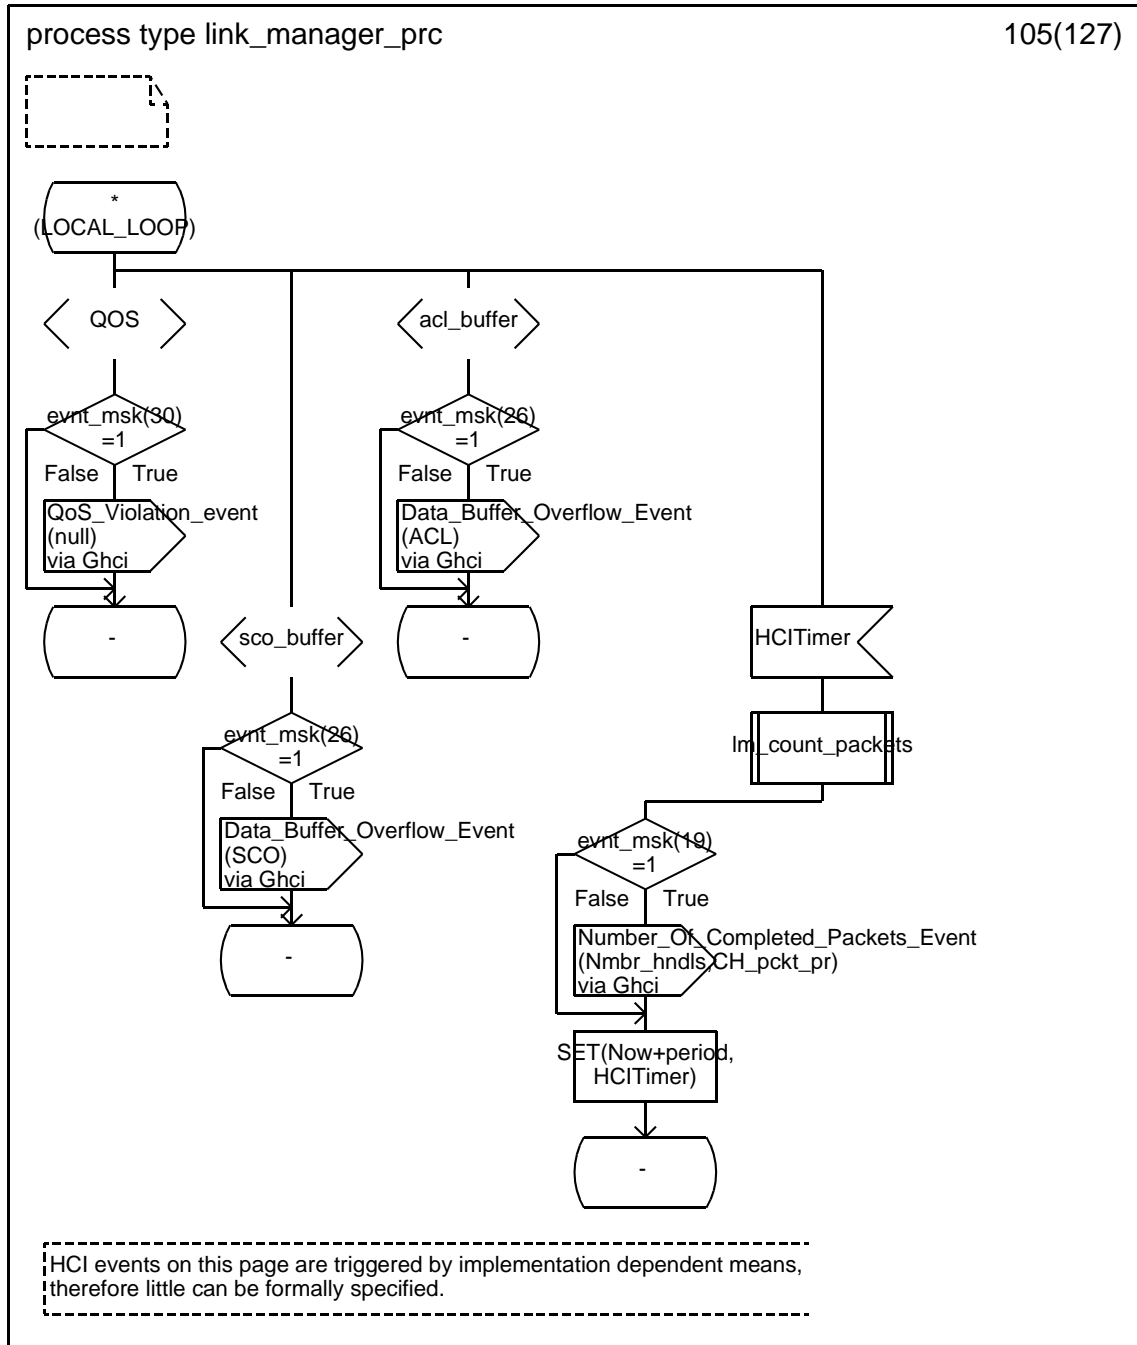 process type link_manager_prc
105(127)
*
(LOCAL_LOOP)
QOS
acl_buffer
evnt_msk(30)
=1
False
True
evnt_msk(26)
=1
False
True
QoS_Violation_event
(null)
via Ghci
Data_Buffer_Overflow_Event
(ACL)
via Ghci
-
sco_buffer
-
HCITimer
evnt_msk(26)
=1
False
True
lm_count_packets
Data_Buffer_Overflow_Event
(SCO)
via Ghci
evnt_msk(19)
=1
False
True
-
Number_Of_Completed_Packets_Event
(Nmbr_hndls,CH_pckt_pr)
via Ghci
SET(Now+period,
HCITimer)
-
HCI events on this page are triggered by implementation dependent means,
therefore little can be formally specified.